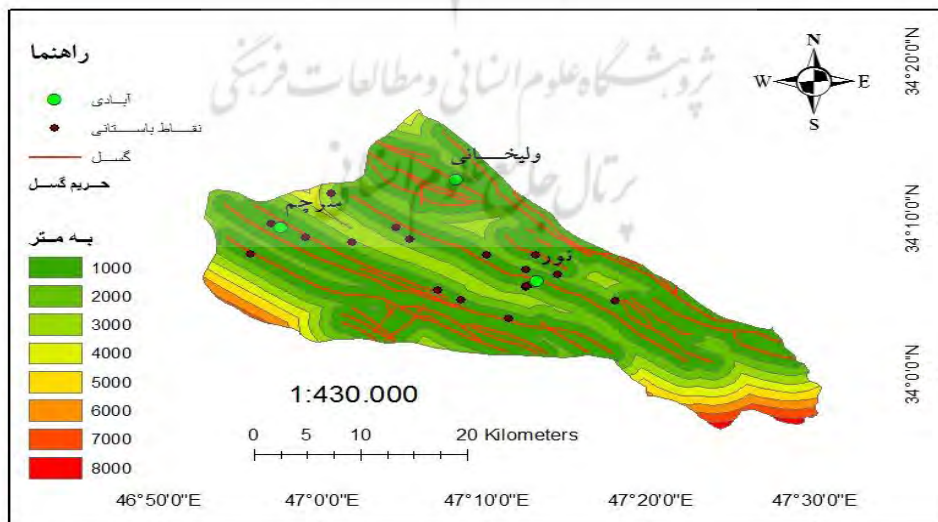 راهنما
آبادی
نقاط باستانی
گسل
حریم گسل
به متر
1000
2000
3000
4000
5000
6000
7000
8000
پژوهشگاه علوم انسانی و مطالعات فرهنگی
پرتال جامع علوم انسانی
N
W
E
S
ولیخانی
سرچم
تور
1:430.000
0 5 10 20 Kilometers
46°50'0"E 47°0'0"E 47°10'0"E 47°20'0"E 47°30'0"E
34°20'0"N
34°10'0"N
34°0'0"N